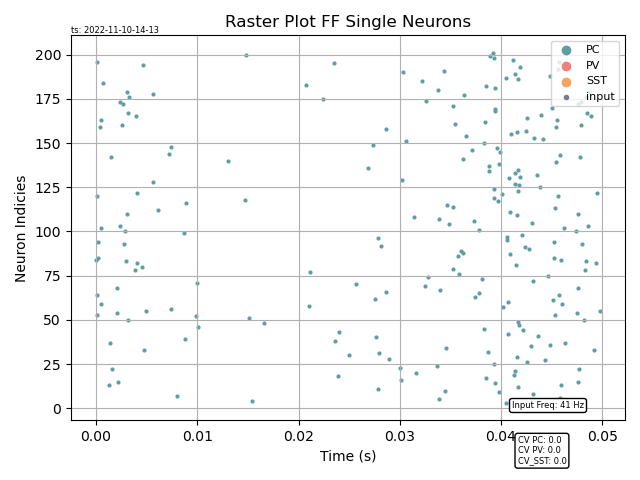 Raster Plot FF Single Neurons
ts: 2022-11-10-14-13
PC
PV
SST
input
Neuron Indicies
200
175
150
125
100
75
50
25
0
Input Freq: 41 Hz
0.00 0.01 0.02 0.03 0.04 0.05
Time (s)
CV PC: 0.0
CV PV: 0.0
CV_SST: 0.0